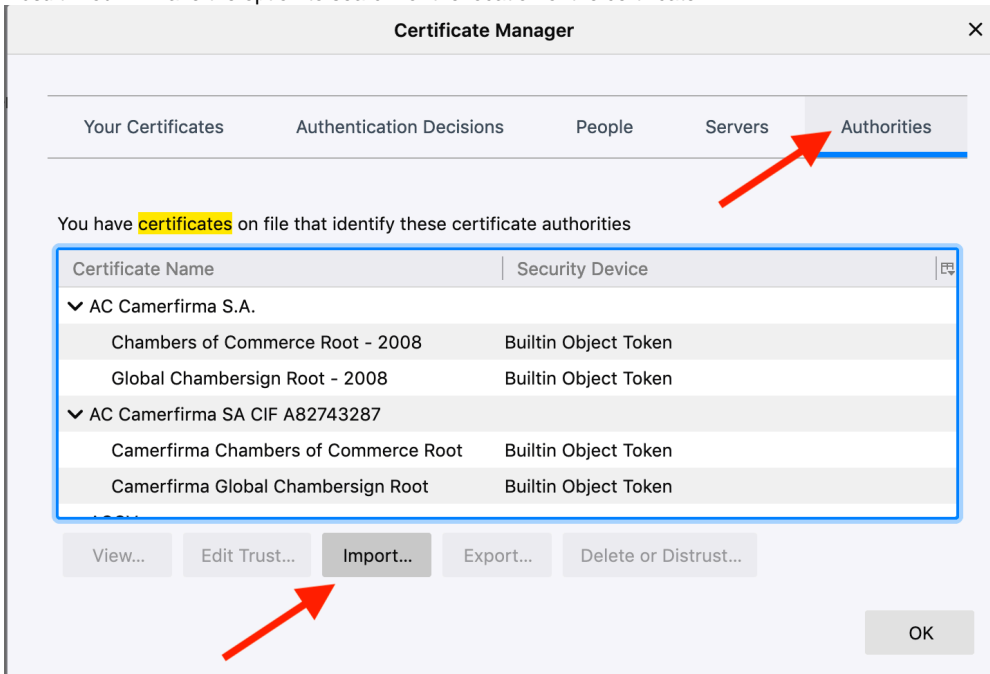 Certificate Manager
Your Certificates Authentication Decisions People Servers Authorities
You have certificates on file that identify these certificate authorities
Certificate Name Security Device
AC Camerfirma S.A.
Chambers of Commerce Root - 2008 Builtin Object Token
Global Chambersign Root - 2008 Builtin Object Token
AC Camerfirma SA CIF A82743287
Camerfirma Chambers of Commerce Root Builtin Object Token
Camerfirma Global Chambersign Root Builtin Object Token
View... Edit Trust... Import... Export... Delete or Distrust...
OK